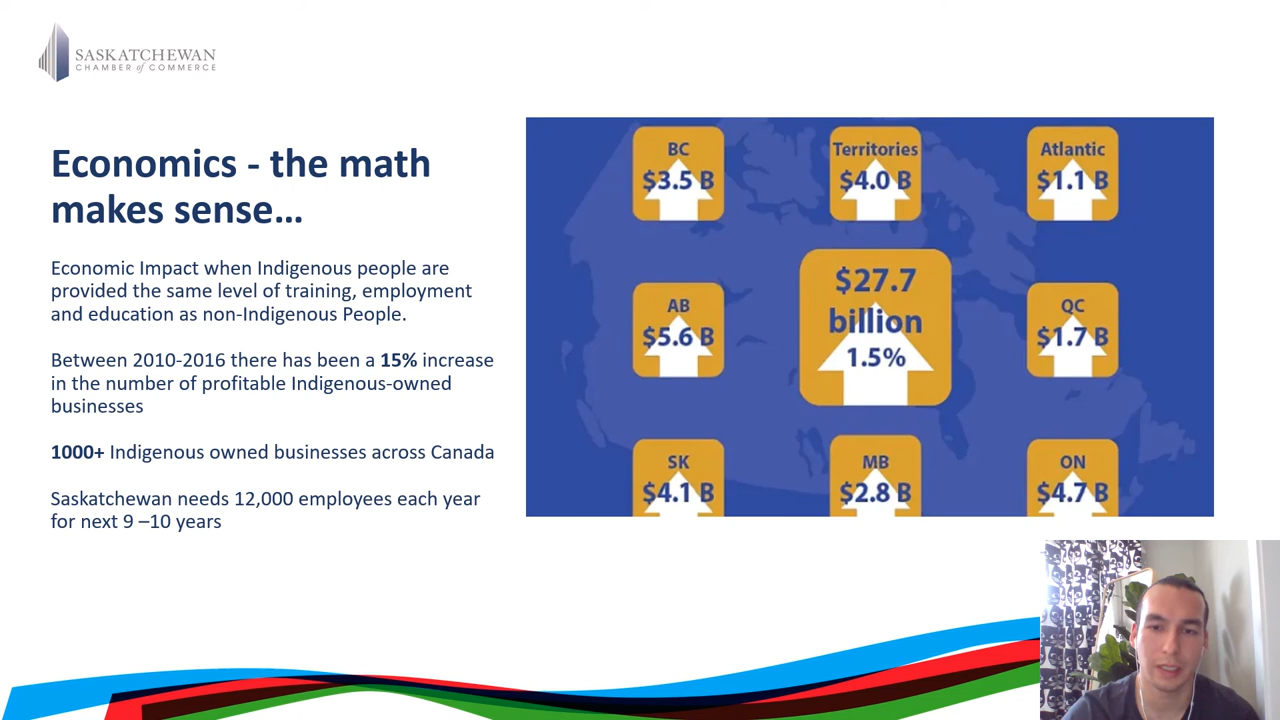 SASKATCHEWAN
CHAMBER of COMMERCE
Economics - the math
makes sense…
Economic Impact when Indigenous people are
provided the same level of training, employment
and education as non-Indigenous People.
Between 2010-2016 there has been a 15% increase
in the number of profitable Indigenous-owned
businesses
1000+ Indigenous owned businesses across Canada
Saskatchewan needs 12,000 employees each year
for next 9 –10 years
BC
$3.5 B
Territories
$4.0 B
Atlantic
$1.1 B
AB
$5.6 B
$27.7
billion
1.5%
QC
$1.7 B
SK
$4.1 B
MB
$2.8 B
ON
$4.7 B